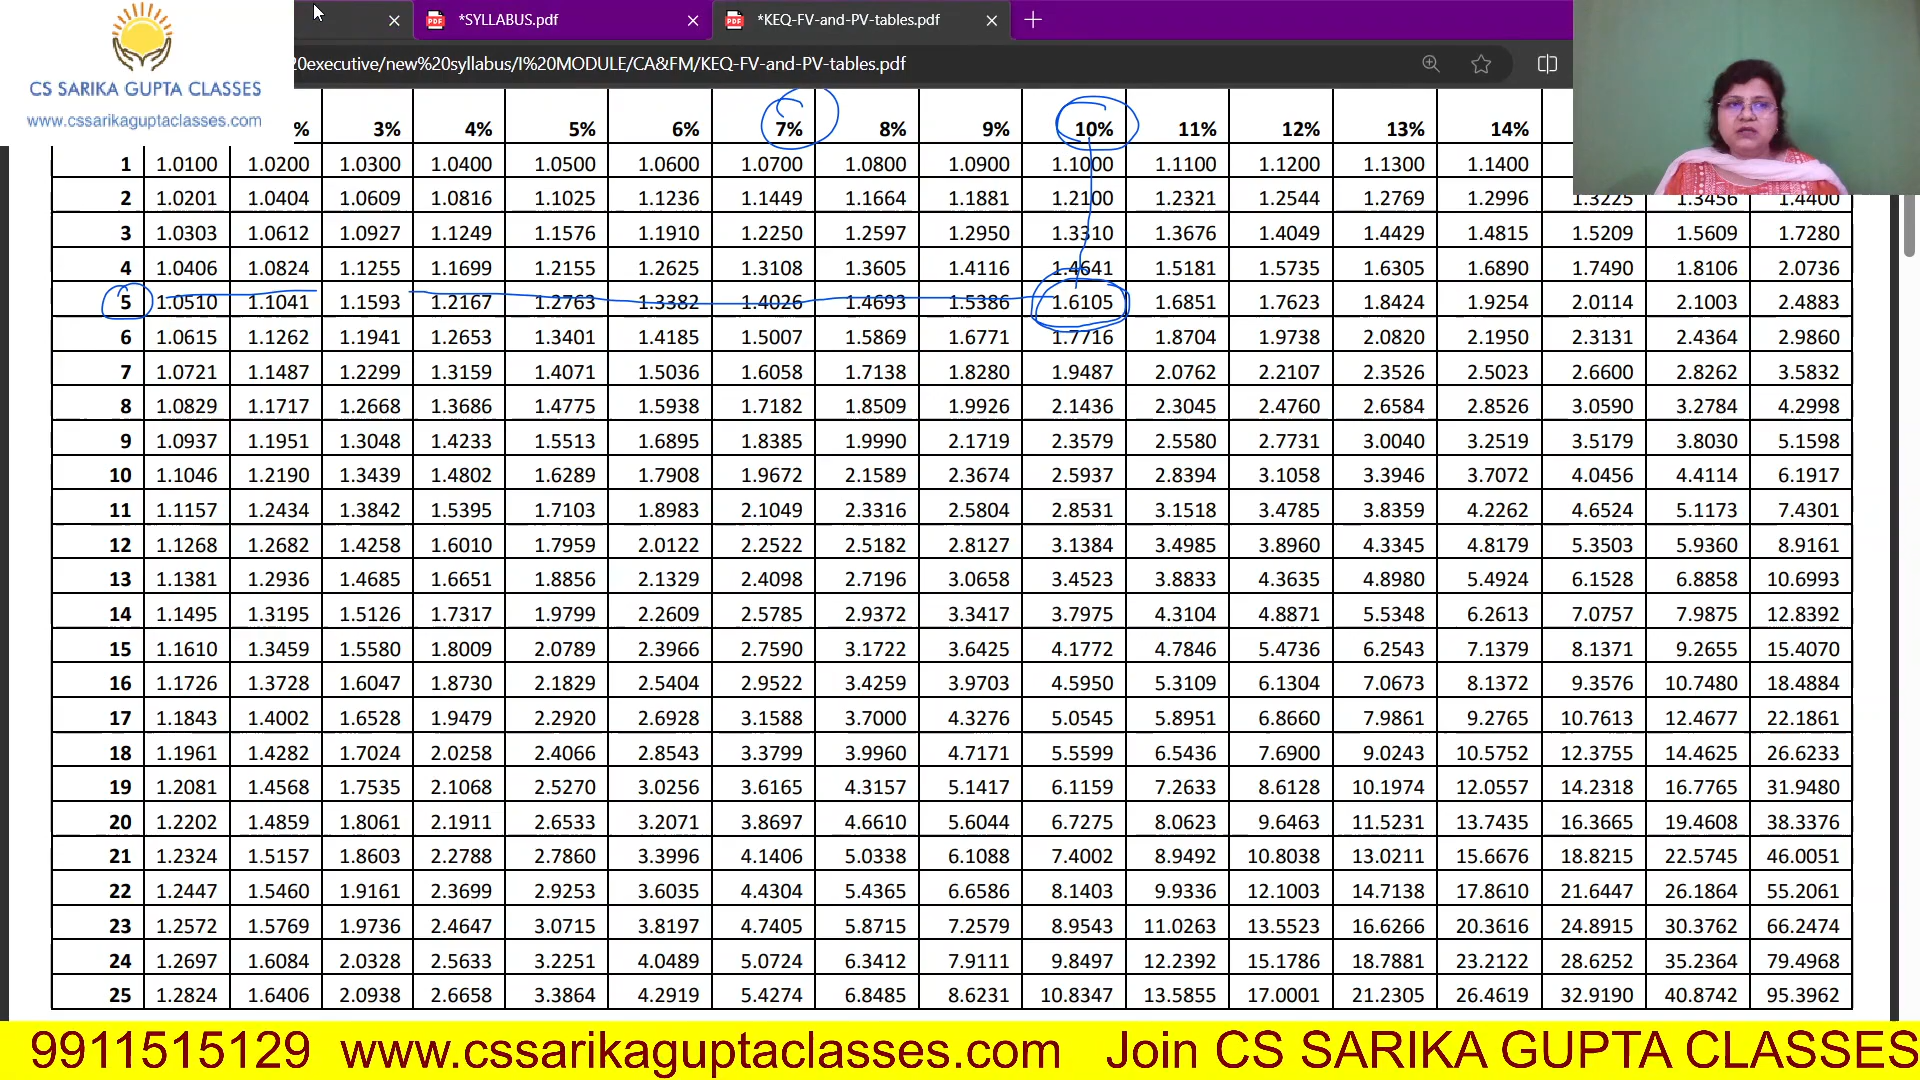 *SYLLABUS.pdf
*KEQ-FV-and-PV-tables.pdf
0executive/new%20syllabus/I%20MODULE/CA&FM/KEQ-FV-and-PV-tables.pdf
CS SARIKA GUPTA CLASSES
www.cssarikaguptaclasses.com
% 3% 4% 5% 6% 7% 8% 9% 10% 11% 12% 13% 14%
1 1.0100 1.0200 1.0300 1.0400 1.0500 1.0600 1.0700 1.0800 1.0900 1.1000 1.1100 1.1200 1.1300 1.1400
2 1.0201 1.0404 1.0609 1.0816 1.1025 1.1236 1.1449 1.1664 1.1881 1.2100 1.2321 1.2544 1.2769 1.2996 1.3225 1.3456 1.4400
3 1.0303 1.0612 1.0927 1.1249 1.1576 1.1910 1.2250 1.2597 1.2950 1.3310 1.3676 1.4049 1.4429 1.4815 1.5209 1.5609 1.7280
4 1.0406 1.0824 1.1255 1.1699 1.2155 1.2625 1.3108 1.3605 1.4116 1.4641 1.5181 1.5735 1.6305 1.6890 1.7490 1.8106 2.0736
5 1.0510 1.1041 1.1593 1.2167 1.2763 1.3382 1.4026 1.4693 1.5386 1.6105 1.6851 1.7623 1.8424 1.9254 2.0114 2.1003 2.4883
6 1.0615 1.1262 1.1941 1.2653 1.3401 1.4185 1.5007 1.5869 1.6771 1.7716 1.8704 1.9738 2.0820 2.1950 2.3131 2.4364 2.9860
7 1.0721 1.1487 1.2299 1.3159 1.4071 1.5036 1.6058 1.7138 1.8280 1.9487 2.0762 2.2107 2.3526 2.5023 2.6600 2.8262 3.5832
8 1.0829 1.1717 1.2668 1.3686 1.4775 1.5938 1.7182 1.8509 1.9926 2.1436 2.3045 2.4760 2.6584 2.8526 3.0590 3.2784 4.2998
9 1.0937 1.1951 1.3048 1.4233 1.5513 1.6895 1.8385 1.9990 2.1719 2.3579 2.5580 2.7731 3.0040 3.2519 3.5179 3.8030 5.1598
10 1.1046 1.2190 1.3439 1.4802 1.6289 1.7908 1.9672 2.1589 2.3674 2.5937 2.8394 3.1058 3.3946 3.7072 4.0456 4.4114 6.1917
11 1.1157 1.2434 1.3842 1.5395 1.7103 1.8983 2.1049 2.3316 2.5804 2.8531 3.1518 3.4785 3.8359 4.2262 4.6524 5.1173 7.4301
12 1.1268 1.2682 1.4258 1.6010 1.7959 2.0122 2.2522 2.5182 2.8127 3.1384 3.4985 3.8960 4.3345 4.8179 5.3503 5.9360 8.9161
13 1.1381 1.2936 1.4685 1.6651 1.8856 2.1329 2.4098 2.7196 3.0658 3.4523 3.8833 4.3635 4.8980 5.4924 6.1528 6.8858 10.6993
14 1.1495 1.3195 1.5126 1.7317 1.9799 2.2609 2.5785 2.9372 3.3417 3.7975 4.3104 4.8871 5.5348 6.2613 7.0757 7.9875 12.8392
15 1.1610 1.3459 1.5580 1.8009 2.0789 2.3966 2.7590 3.1722 3.6425 4.1772 4.7846 5.4736 6.2543 7.1379 8.1371 9.2655 15.4070
16 1.1726 1.3728 1.6047 1.8730 2.1829 2.5404 2.9522 3.4259 3.9703 4.5950 5.3109 6.1304 7.0673 8.1372 9.3576 10.7480 18.4884
17 1.1843 1.4002 1.6528 1.9479 2.2920 2.6928 3.1588 3.7000 4.3276 5.0545 5.8951 6.8660 7.9861 9.2765 10.7613 12.4677 22.1861
18 1.1961 1.4282 1.7024 2.0258 2.4066 2.8543 3.3799 3.9960 4.7171 5.5599 6.5436 7.6900 9.0243 10.5752 12.3755 14.4625 26.6233
19 1.2081 1.4568 1.7535 2.1068 2.5270 3.0256 3.6165 4.3157 5.1417 6.1159 7.2633 8.6128 10.1974 12.0557 14.2318 16.7765 31.9480
20 1.2202 1.4859 1.8061 2.1911 2.6533 3.2071 3.8697 4.6610 5.6044 6.7275 8.0623 9.6463 11.5231 13.7435 16.3665 19.4608 38.3376
21 1.2324 1.5157 1.8603 2.2788 2.7860 3.3996 4.1406 5.0338 6.1088 7.4002 8.9492 10.8038 13.0211 15.6676 18.8215 22.5745 46.0051
22 1.2447 1.5460 1.9161 2.3699 2.9253 3.6035 4.4304 5.4365 6.6586 8.1403 9.9336 12.1003 14.7138 17.8610 21.6447 26.1864 55.2061
23 1.2572 1.5769 1.9736 2.4647 3.0715 3.8197 4.7405 5.8715 7.2579 8.9543 11.0263 13.5523 16.6266 20.3616 24.8915 30.3762 66.2474
24 1.2697 1.6084 2.0328 2.5633 3.2251 4.0489 5.0724 6.3412 7.9111 9.8497 12.2392 15.1786 18.7881 23.2122 28.6252 35.2364 79.4968
25 1.2824 1.6406 2.0938 2.6658 3.3864 4.2919 5.4274 6.8485 8.6231 10.8347 13.5855 17.0001 21.2305 26.4619 32.9190 40.8742 95.3962
9911515129 www.cssarikaguptaclasses.com Join CS SARIKA GUPTA CLASSES